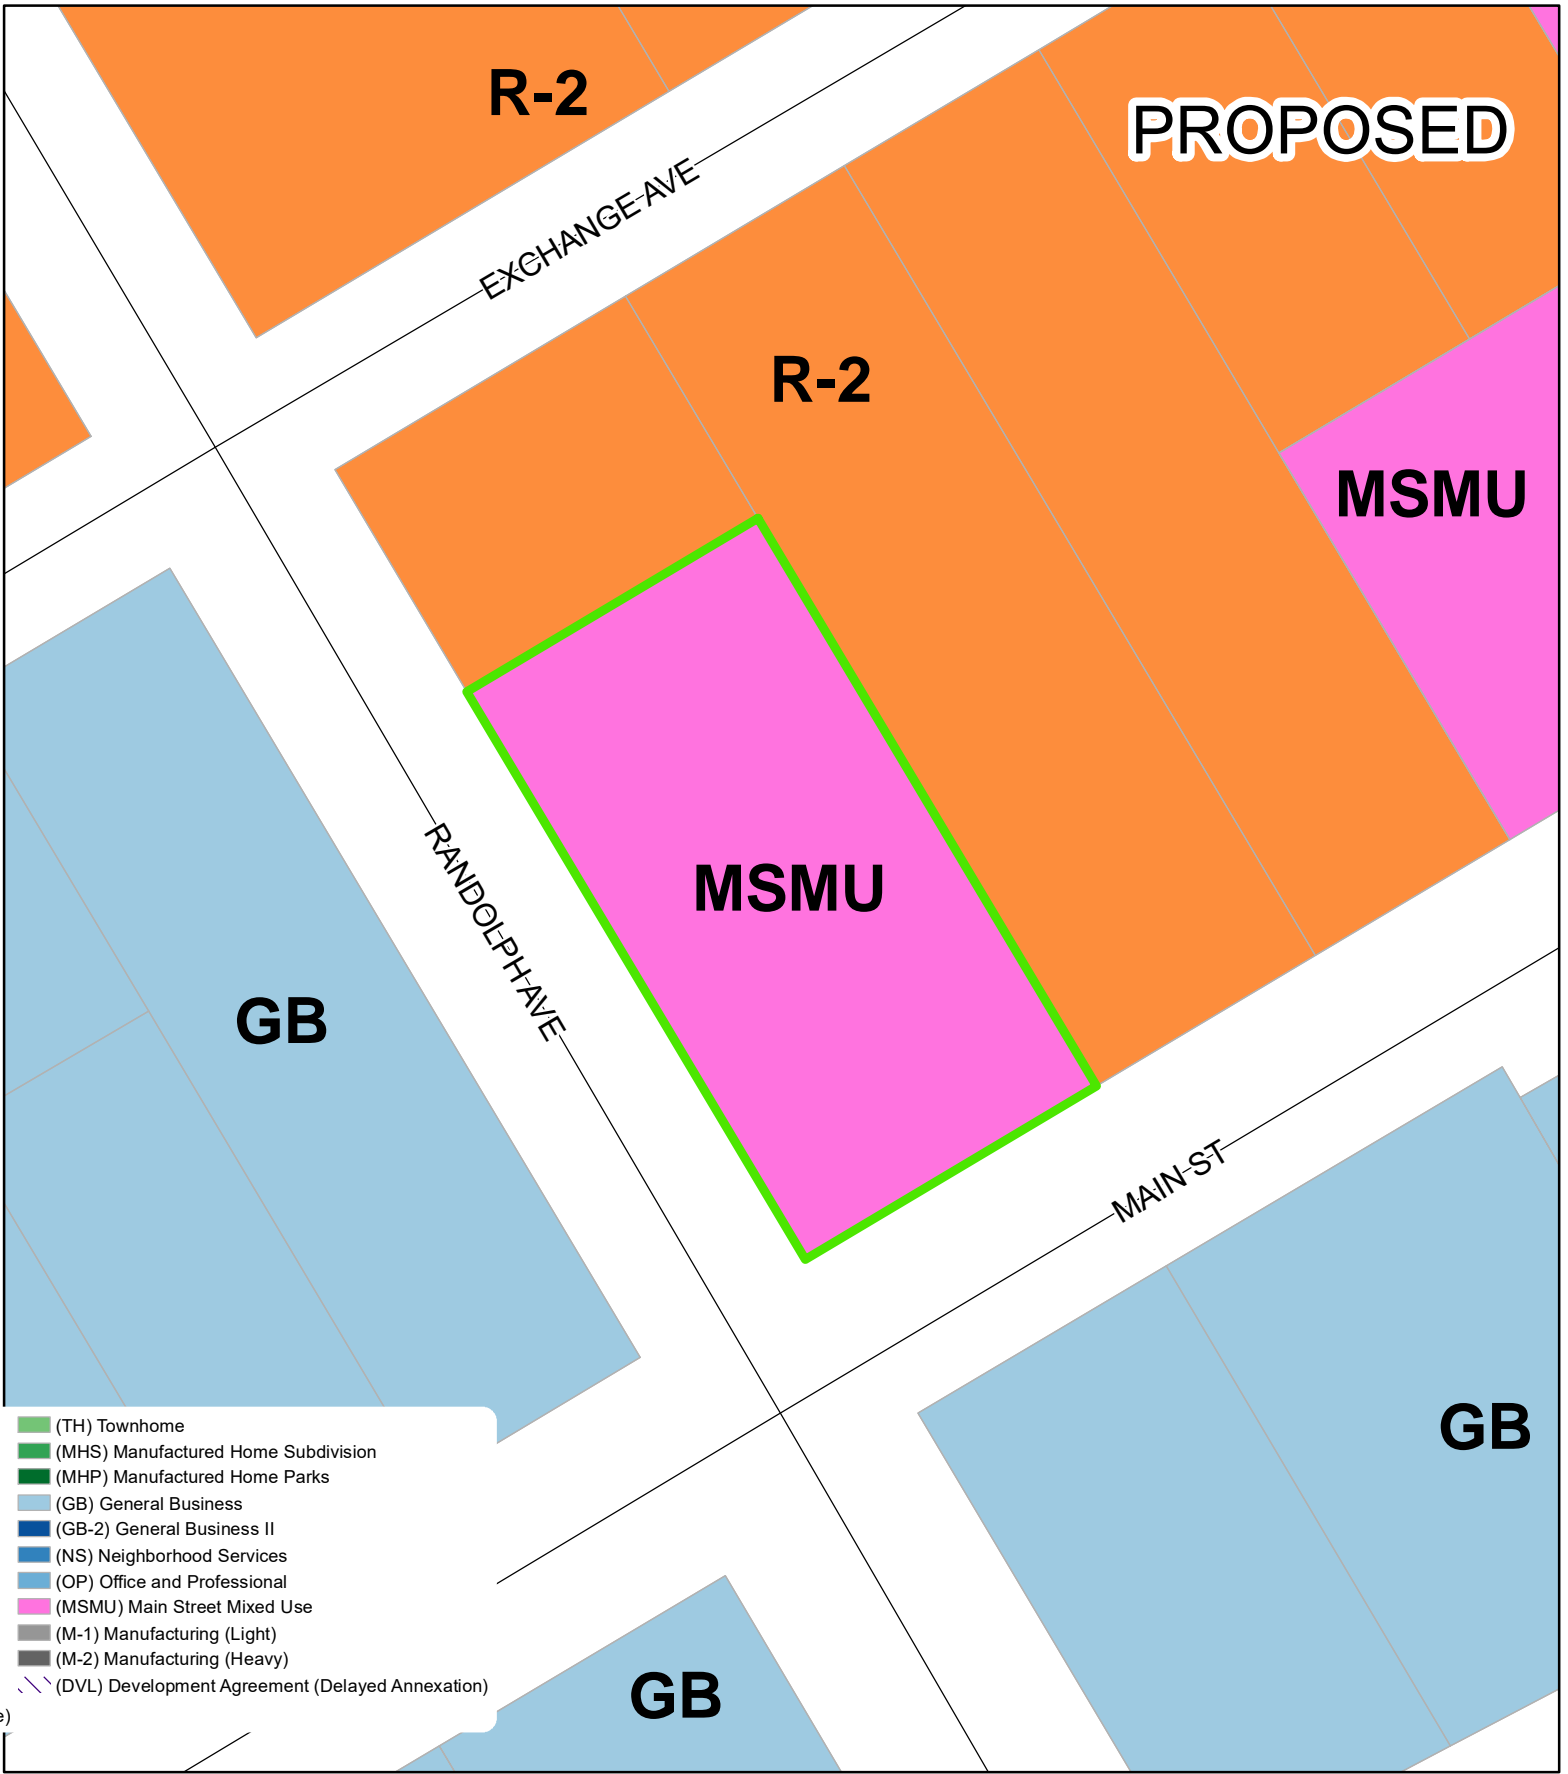 R-2
PROPOSED
EXCHANGE AVE
R-2
MSMU
RANDOLPH AVE
MSMU
GB
MAIN ST
GB
(TH) Townhome
(MHS) Manufactured Home Subdivision
(MHP) Manufactured Home Parks
(GB) General Business
(GB-2) General Business II
(NS) Neighborhood Services
(OP) Office and Professional
(MSMU) Main Street Mixed Use
(M-1) Manufacturing (Light)
(M-2) Manufacturing (Heavy)
(DVL) Development Agreement (Delayed Annexation)
e)
GB